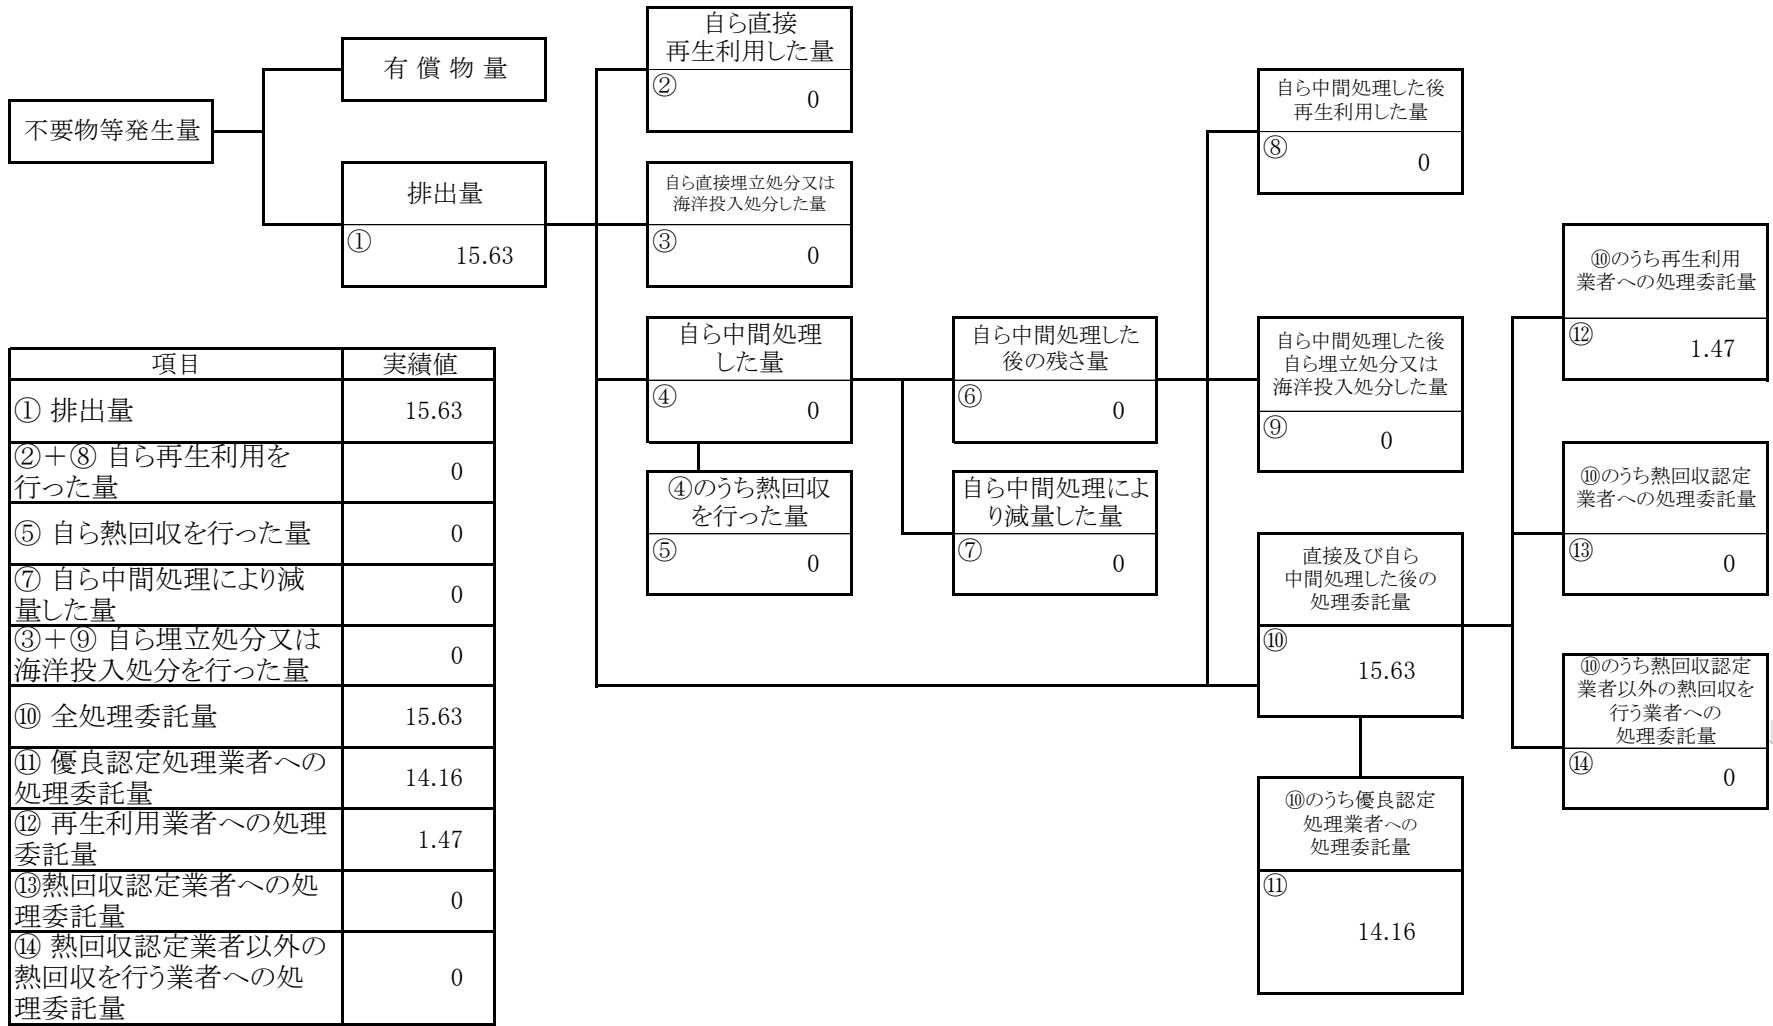 不要物等発生量
有 償 物 量
排出量
①
15.63
自ら直接
再生利用した量
②
0
自ら直接埋立処分又は
海洋投入処分した量
③
0
自ら中間処理
した量
④
0
④のうち熱回収
を行った量
⑤
0
自ら中間処理した
後の残さ量
⑥
0
自ら中間処理によ
り減量した量
⑦
0
自ら中間処理した後
再生利用した量
⑧
0
自ら中間処理した後
自ら埋立処分又は
海洋投入処分した量
⑨
0
直接及び自ら
中間処理した後の
処理委託量
⑩
15.63
⑩のうち優良認定
処理業者への
処理委託量
⑪
14.16
⑩のうち再生利用
業者への処理委託量
⑫
1.47
⑩のうち熱回収認定
業者への処理委託量
⑬
0
⑩のうち熱回収認定
業者以外の熱回収を
行う業者への
処理委託量
⑭
0
項目 実績値
① 排出量 15.63
②＋⑧ 自ら再生利用を
行った量 0
⑤ 自ら熱回収を行った量 0
⑦ 自ら中間処理により減
量した量 0
③＋⑨ 自ら埋立処分又は
海洋投入処分を行った量 0
⑩ 全処理委託量 15.63
⑪ 優良認定処理業者への
処理委託量 14.16
⑫ 再生利用業者への処理
委託量 1.47
⑬熱回収認定業者への処
理委託量 0
⑭ 熱回収認定業者以外の
熱回収を行う業者への処
理委託量 0